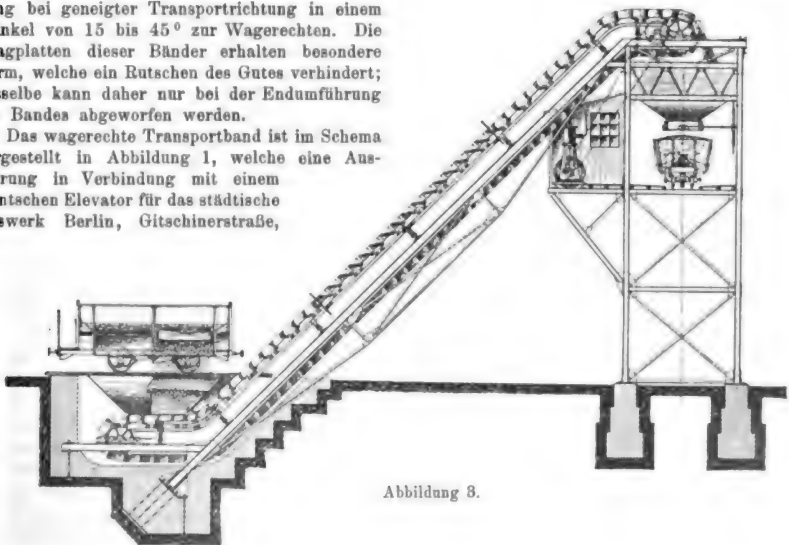 ng bei geneigter Transportrichtung in einem
nkel von 15 bis 45° zur Wagerechten. Die
agplatten dieser Bänder erhalten besondere
rm, welche ein Rutschen des Gutes verhindert;
sselbe kann daher nur bei der Endumführung
Bandes abgeworfen werden.
Das wagerechte Transportband ist im Schema
rgestellt in Abbildung 1, welche eine Aus-
rung in Verbindung mit einem
ntschen Elevator für das städtische
swerk Berlin, Gitschinerstraße,
Abbildung 3.